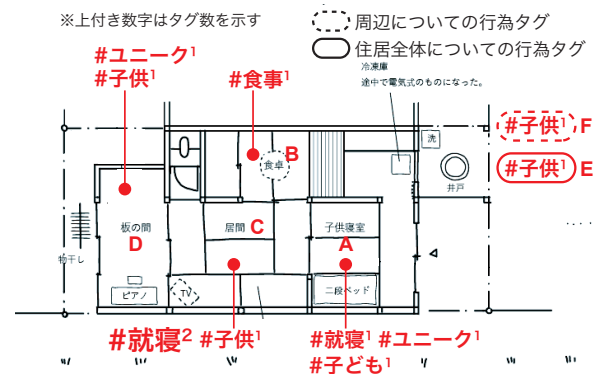 ※上付き数字はタグ数を示す
周辺についての行為タグ
住居全体についての行為タグ
#ユニーク¹
#子供¹
#食事¹
冷凍庫
途中で電気式のものになった。
#子供¹ F
#子供¹ E
洗
井戸
食卓 B
板の間
D
居間 C
子供寝室
A
物干し
ピアノ
TV
二段ベッド
#就寝² #子供¹
#就寝¹ #ユニーク¹
#子ども¹